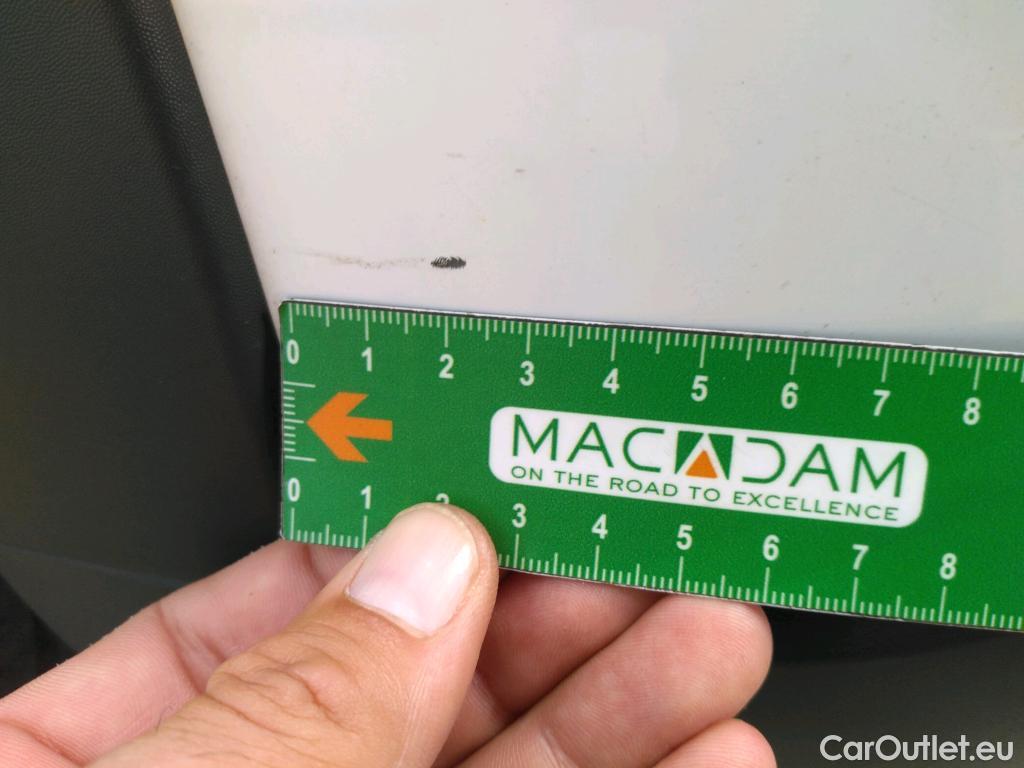 0 1 2 3 4 5 6 7 8
MACADAM
ON THE ROAD TO EXCELLENCE
0 1 2 3 4 5 6 7 8
CarOutlet.eu